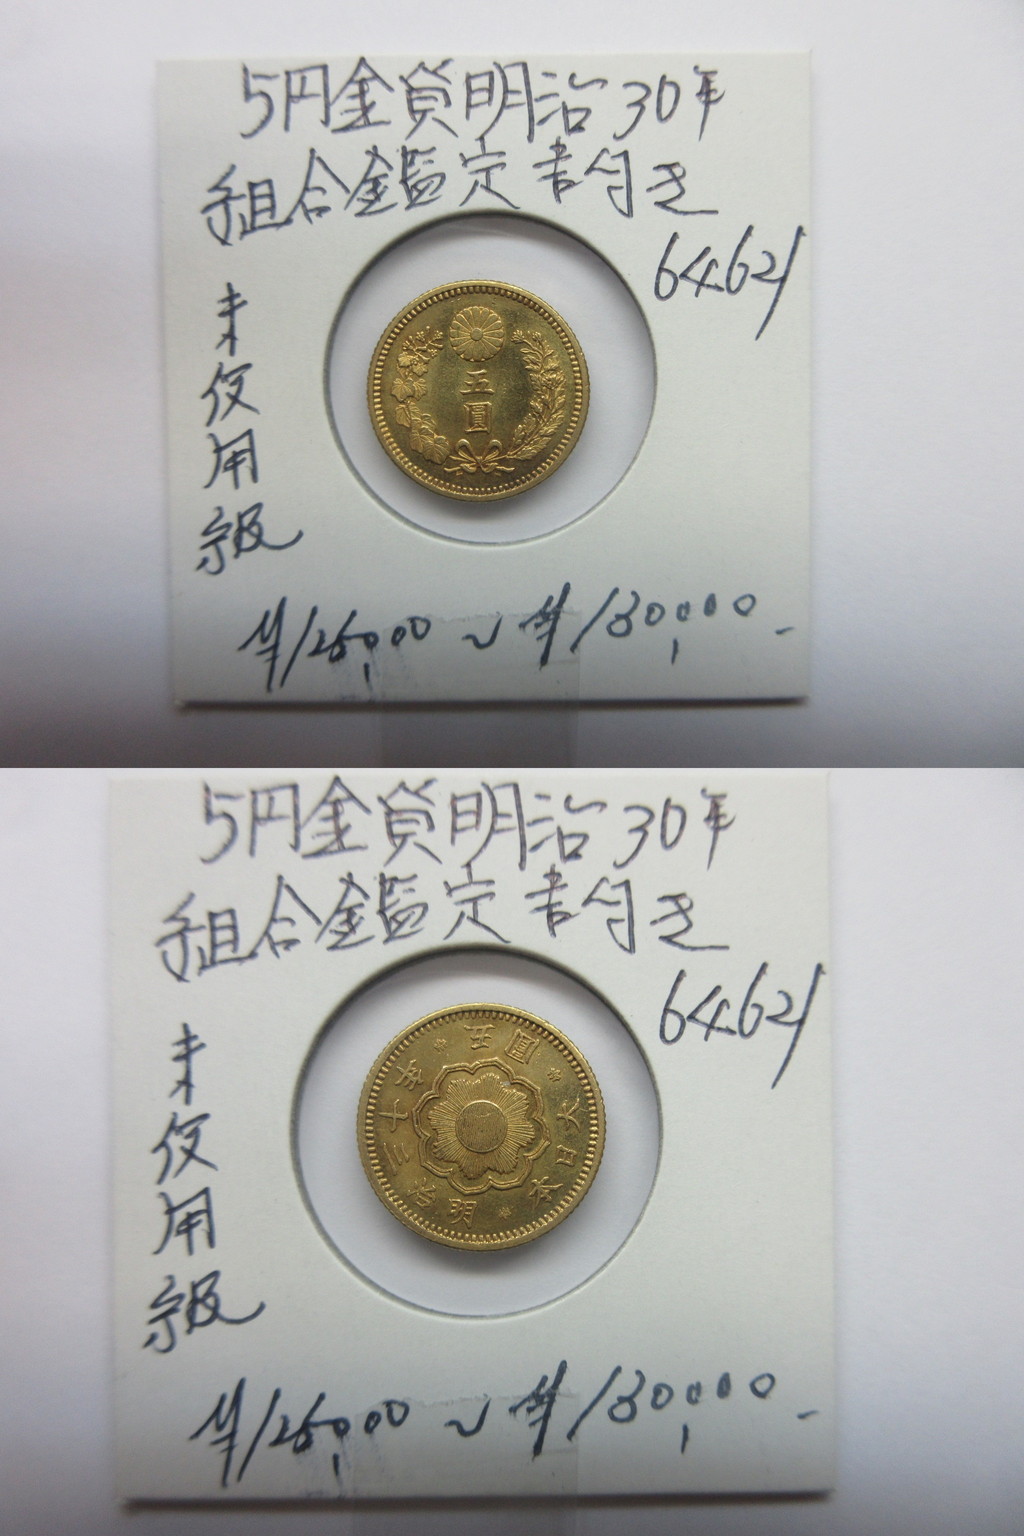 5円金貨明治30年
組合鑑定書付き
64621
未使用級
五圓
¥125,000~¥130,000-
5円金貨明治30年
組合鑑定書付き
64621
未使用級
大日本
明治三十年
五圓
¥125,000~¥130,000-